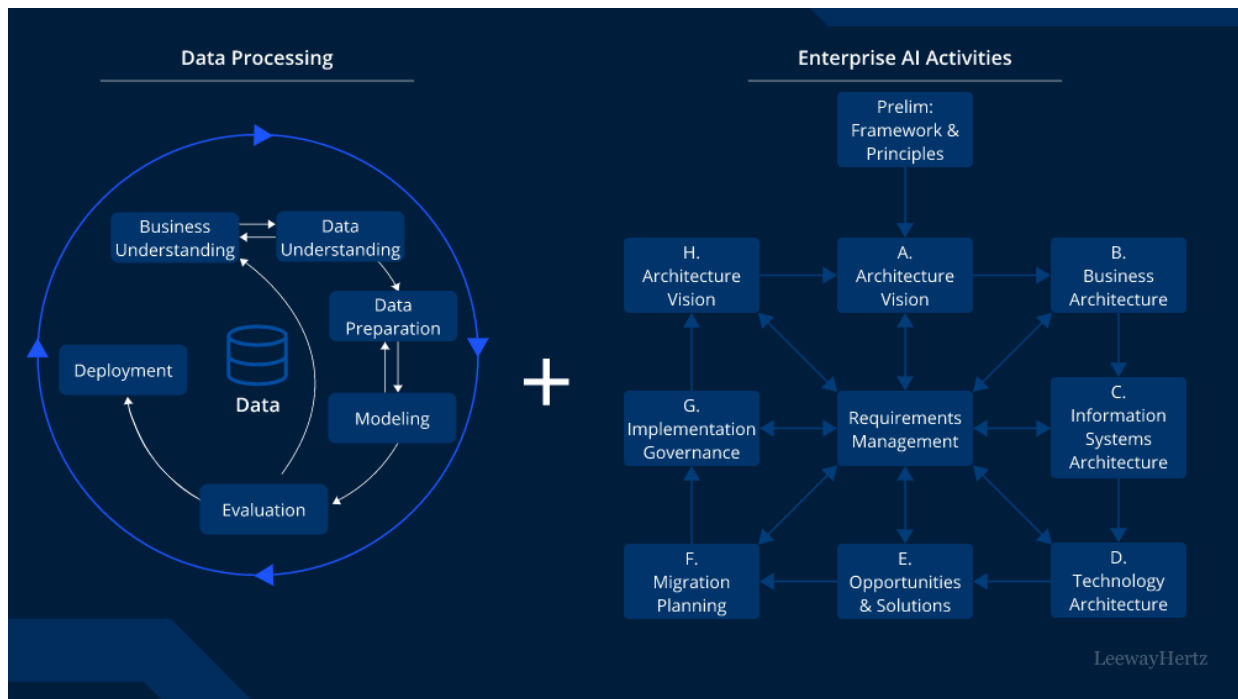 Data Processing
Business
Understanding
Data
Understanding
Data
Preparation
Deployment
Data
Modeling
Evaluation
Enterprise AI Activities
Prelim:
Framework &
Principles
H.
Architecture
Vision
A.
Architecture
Vision
B.
Business
Architecture
G.
Implementation
Governance
Requirements
Management
C.
Information
Systems
Architecture
F.
Migration
Planning
E.
Opportunities
& Solutions
D.
Technology
Architecture
LeewayHertz